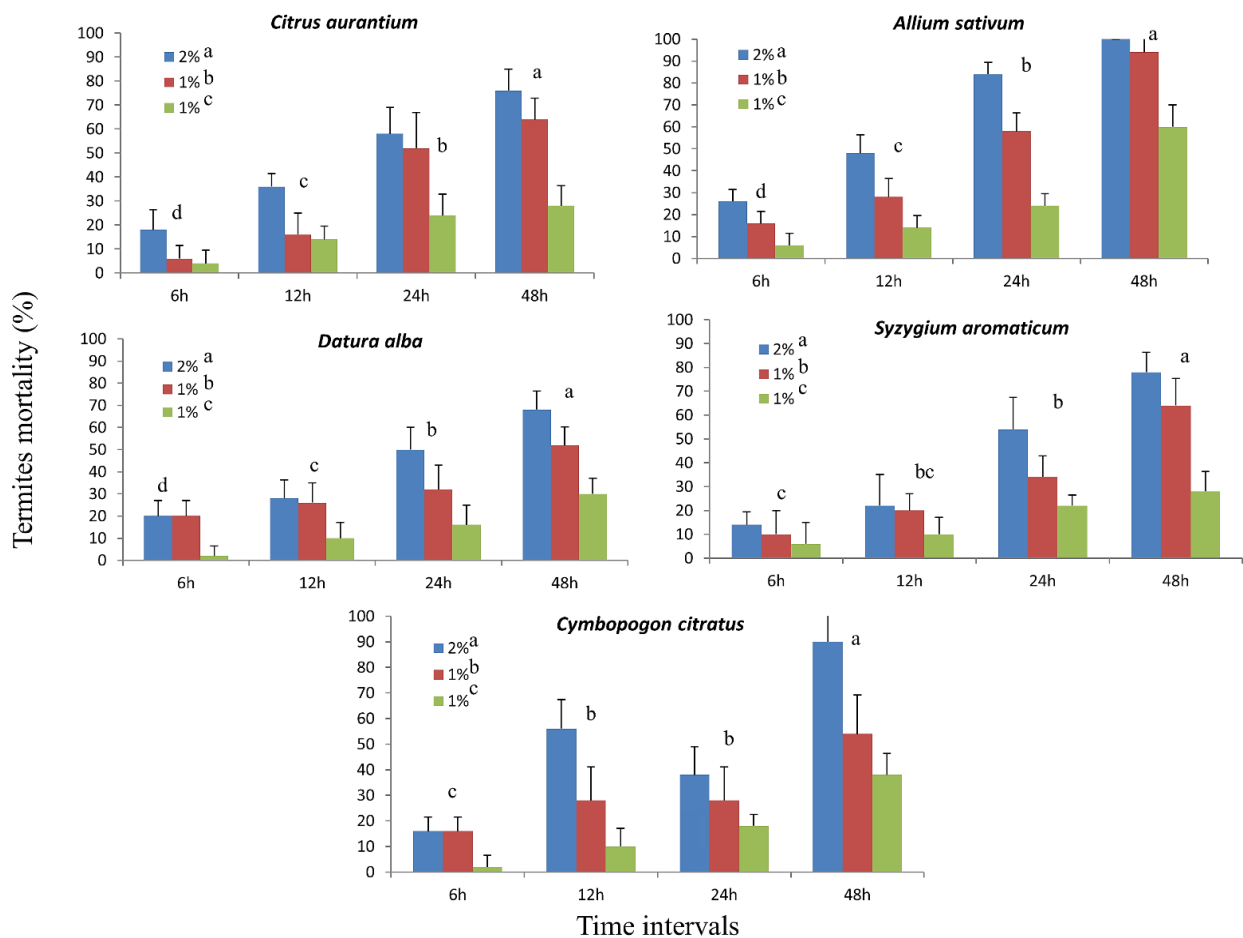 Termites mortality (%)
Citrus aurantium
100
90
80
70
60
50
40
30
20
10
0
2% a
1% b
1% c
d
c
b
a
6h 12h 24h 48h
Allium sativum
100
90
80
70
60
50
40
30
20
10
0
2% a
1% b
1% c
d
c
b
a
6h 12h 24h 48h
Datura alba
100
90
80
70
60
50
40
30
20
10
0
2% a
1% b
1% c
d
c
b
a
6h 12h 24h 48h
Syzygium aromaticum
100
90
80
70
60
50
40
30
20
10
0
2% a
1% b
1% c
c
bc
b
a
6h 12h 24h 48h
Cymbopogon citratus
100
90
80
70
60
50
40
30
20
10
0
2% a
1% b
1% c
c
b
b
a
6h 12h 24h 48h
Time intervals